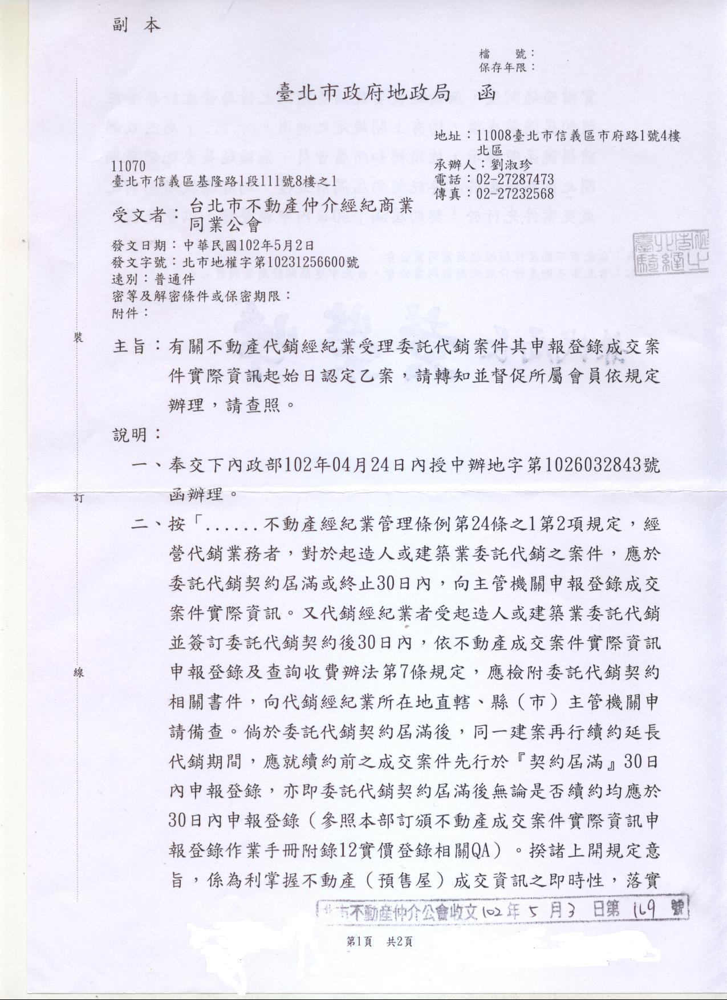 副 本
檔 號：
保存年限：
臺北市政府地政局 函
地址：11008臺北市信義區市府路1號4樓
北區
承辦人：劉淑珍
電話：02-27287473
傳真：02-27232568
11070
臺北市信義區基隆路1段111號8樓之1
受文者：台北市不動產仲介經紀商業
同業公會
發文日期：中華民國102年5月2日
發文字號：北市地權字第10231256600號
速別：普通件
密等及解密條件或保密期限：
附件：
主旨：有關不動產代銷經紀業受理委託代銷案件其申報登錄成交案
件實際資訊起始日認定乙案，請轉知並督促所屬會員依規定
辦理，請查照。
說明：
一、奉交下內政部102年04月24日內授中辦地字第1026032843號
函辦理。
二、按「......不動產經紀業管理條例第24條之1第2項規定，經
營代銷業務者，對於起造人或建築業委託代銷之案件，應於
委託代銷契約屆滿或終止30日內，向主管機關申報登錄成交
案件實際資訊。又代銷經紀業者受起造人或建築業委託代銷
並簽訂委託代銷契約後30日內，依不動產成交案件實際資訊
申報登錄及查詢收費辦法第7條規定，應檢附委託代銷契約
相關書件，向代銷經紀業所在地直轄、縣（市）主管機關申
請備查。倘於委託代銷契約屆滿後，同一建案再行續約延長
代銷期間，應就續約前之成交案件先行於『契約屆滿』30日
內申報登錄，亦即委託代銷契約屆滿後無論是否續約均應於
30日內申報登錄（參照本部訂頒不動產成交案件實際資訊申
報登錄作業手冊附錄12實價登錄相關QA）。揆諸上開規定意
旨，係為利掌握不動產（預售屋）成交資訊之即時性，落實
裝
訂
線
北市不動產仲介公會收文102年5月3日第169號
第1頁 共2頁